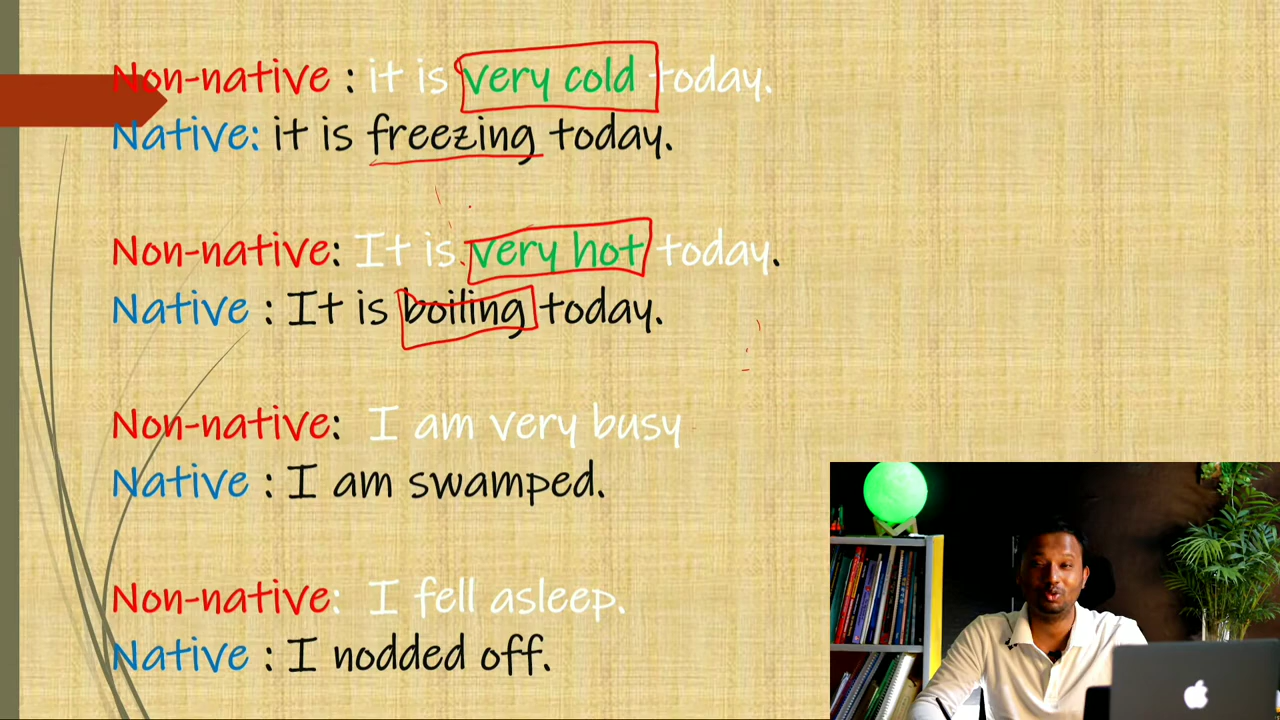 Non-native : it is very cold today.
Native: it is freezing today.
Non-native: It is very hot today.
Native : It is boiling today.
Non-native: I am very busy
Native : I am swamped.
Non-native: I fell asleep.
Native : I nodded off.